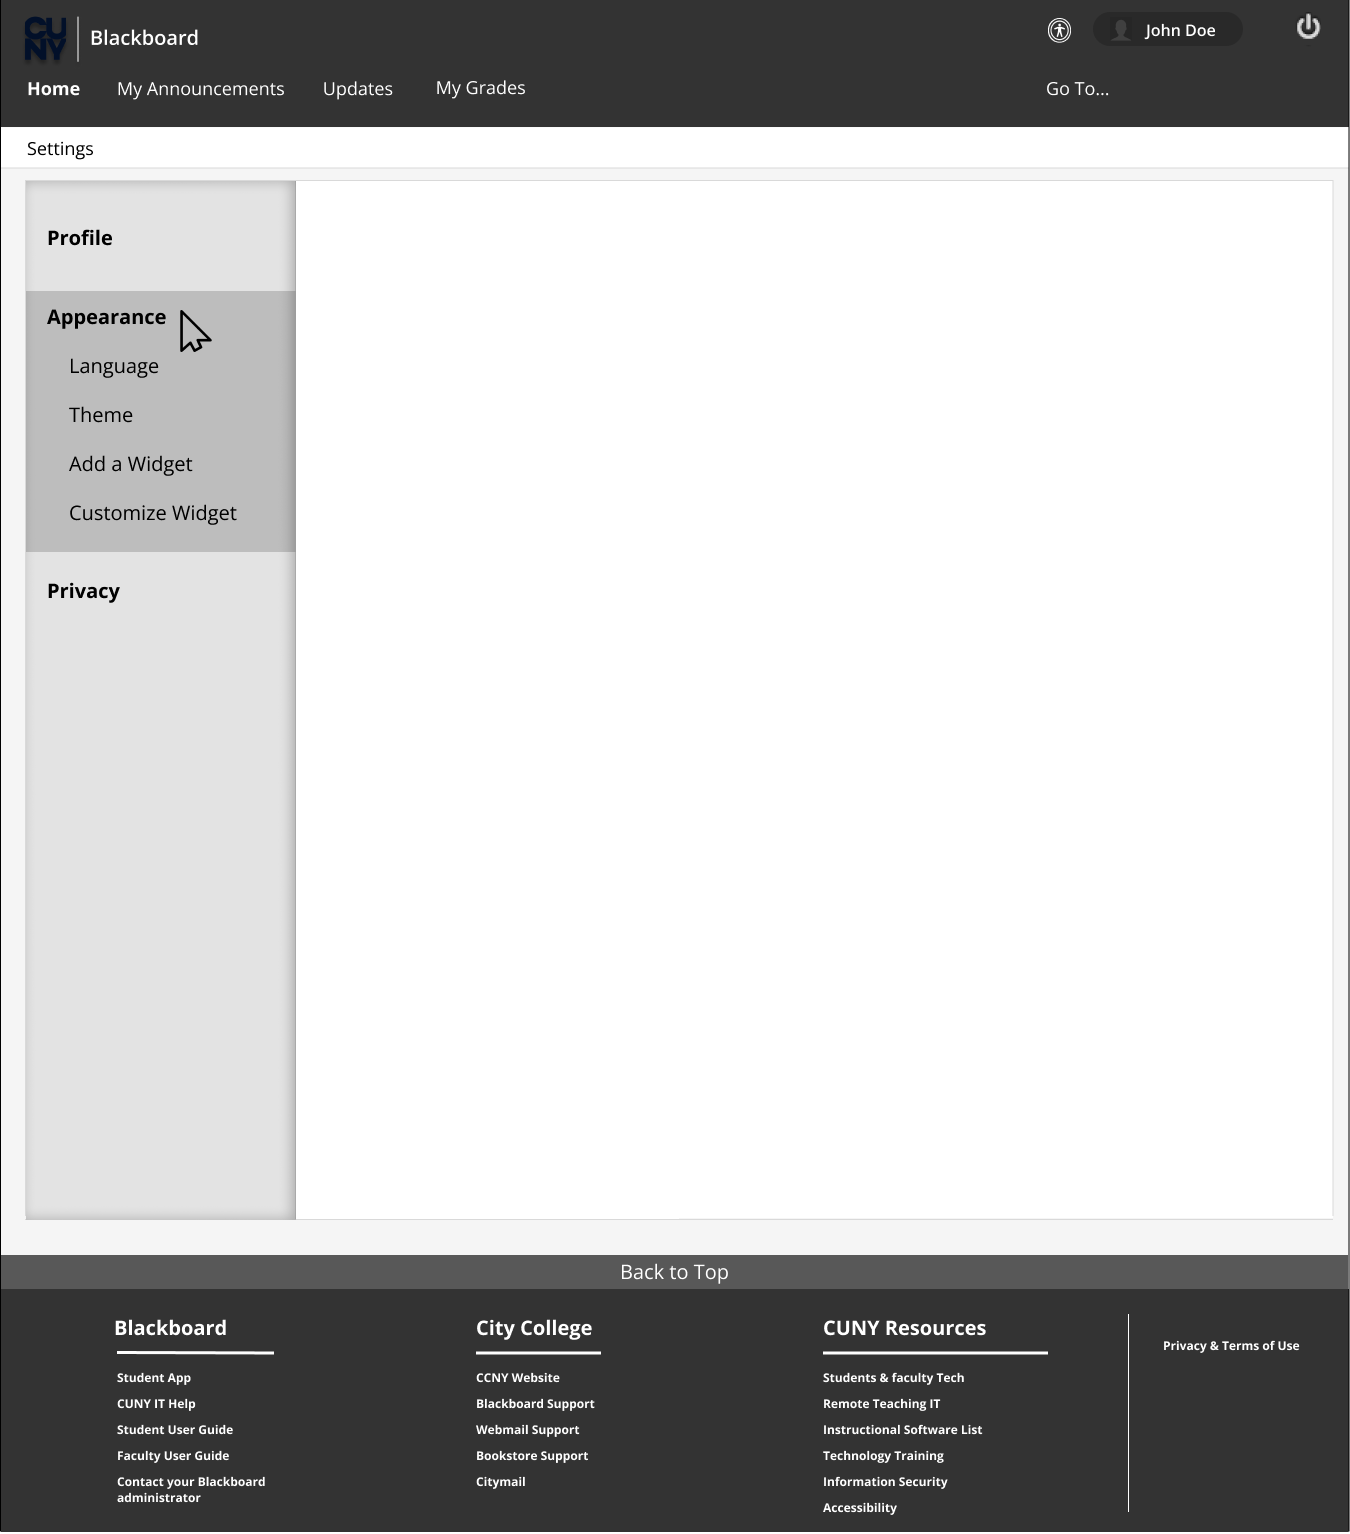 CU
NY
Blackboard
John Doe
Home
My Announcements
Updates
My Grades
Go To...
Settings
Profile
Appearance
Language
Theme
Add a Widget
Customize Widget
Privacy
Back to Top
Blackboard
Student App
CUNY IT Help
Student User Guide
Faculty User Guide
Contact your Blackboard
administrator
City College
CCNY Website
Blackboard Support
Webmail Support
Bookstore Support
Citymail
CUNY Resources
Students & faculty Tech
Remote Teaching IT
Instructional Software List
Technology Training
Information Security
Accessibility
Privacy & Terms of Use